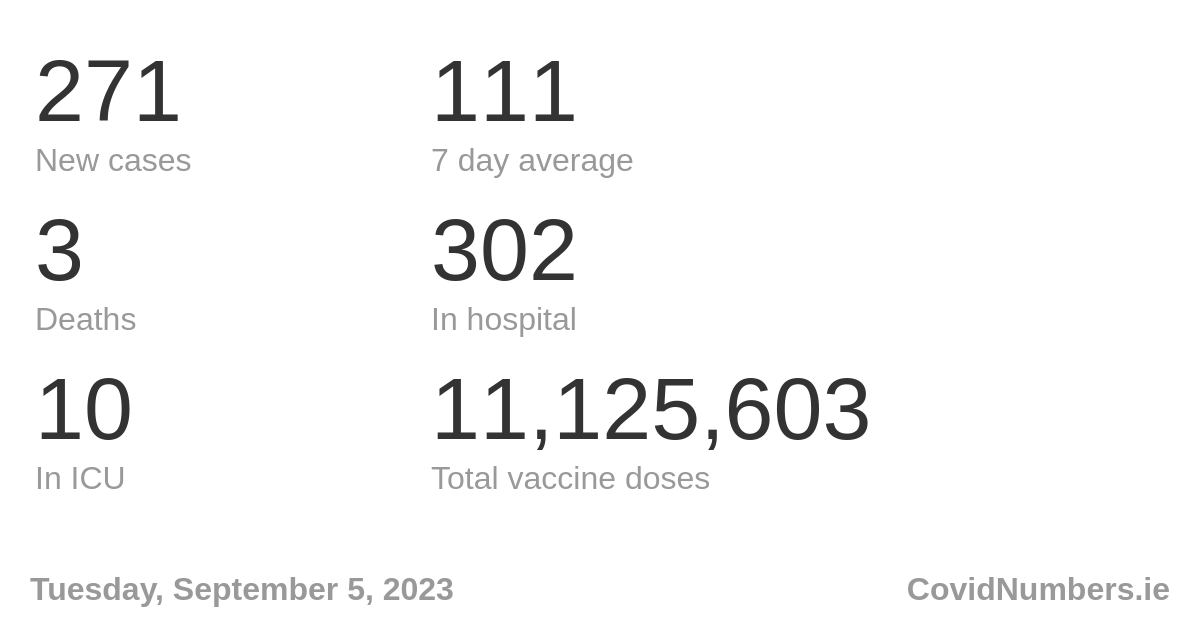 271
111
New cases
7 day average
3
302
Deaths
In hospital
10
11,125,603
In ICU
Total vaccine doses
Tuesday, September 5, 2023
CovidNumbers.ie